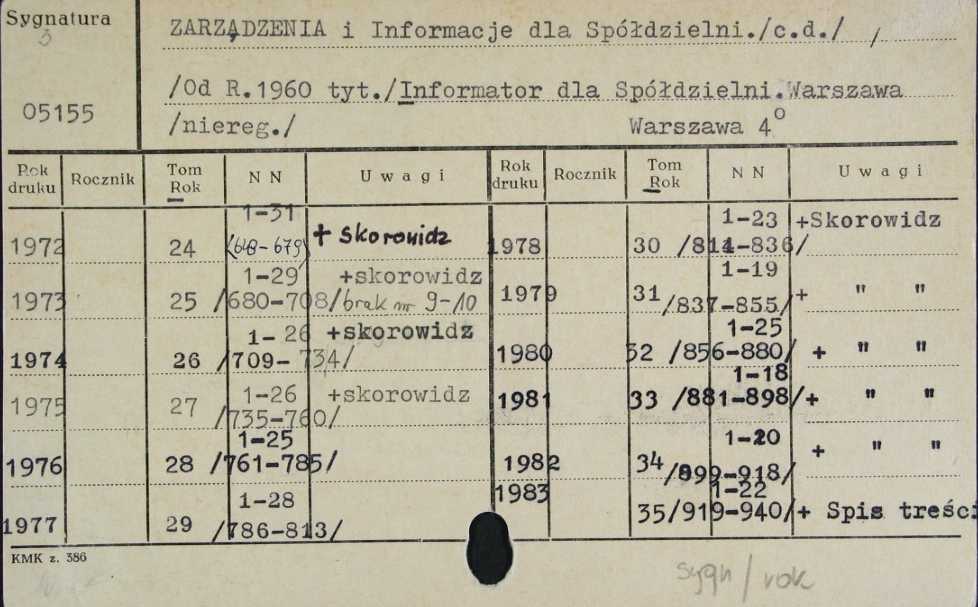 Sygnatura
3
ZARZĄDZENIA i Informacje dla Spółdzielni./c.d./
/Od R.1960 tyt./Informator dla Spółdzielni.Warszawa
05155
/niereg./ Warszawa 4°
Rok druku Rocznik Tom Rok N N Uwagi Rok druku Rocznik Tom Rok N N Uwagi
1972 24 1-31 (648-679) + skorowidz
1973 25 1-29 /680-708/ +skorowidz brak nr 9-10
1974 26 1-26 /709-734/ +skorowidz
1975 27 1-26 /735-760/ +skorowidz
1976 28 1-25 /761-785/
1977 29 1-28 /786-813/
1978 30 1-23 /814-836/ +Skorowidz
1979 31 1-19 /837-855/ + " "
1980 32 1-25 /856-880/ + " "
1981 33 1-18 /881-898/ + " "
1982 34 1-20 /899-918/ + " "
1983 35 1-22 /919-940/ + Spis treści
KMK z. 386
sygn/rok